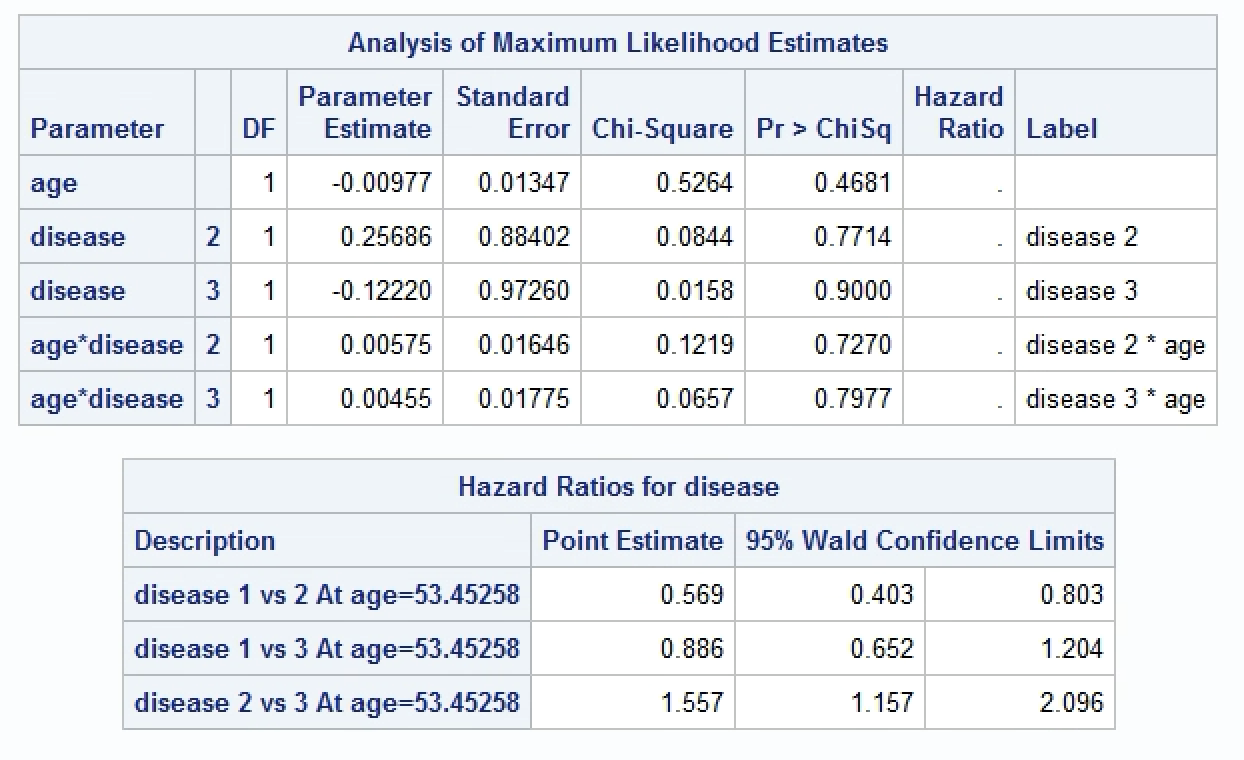 Analysis of Maximum Likelihood Estimates
Parameter DF Parameter Estimate Standard Error Chi-Square Pr > ChiSq Hazard Ratio Label
age 1 -0.00977 0.01347 0.5264 0.4681 .
disease 2 1 0.25686 0.88402 0.0844 0.7714 . disease 2
disease 3 1 -0.12220 0.97260 0.0158 0.9000 . disease 3
age*disease 2 1 0.00575 0.01646 0.1219 0.7270 . disease 2 * age
age*disease 3 1 0.00455 0.01775 0.0657 0.7977 . disease 3 * age
Hazard Ratios for disease
Description Point Estimate 95% Wald Confidence Limits
disease 1 vs 2 At age=53.45258 0.569 0.403 0.803
disease 1 vs 3 At age=53.45258 0.886 0.652 1.204
disease 2 vs 3 At age=53.45258 1.557 1.157 2.096